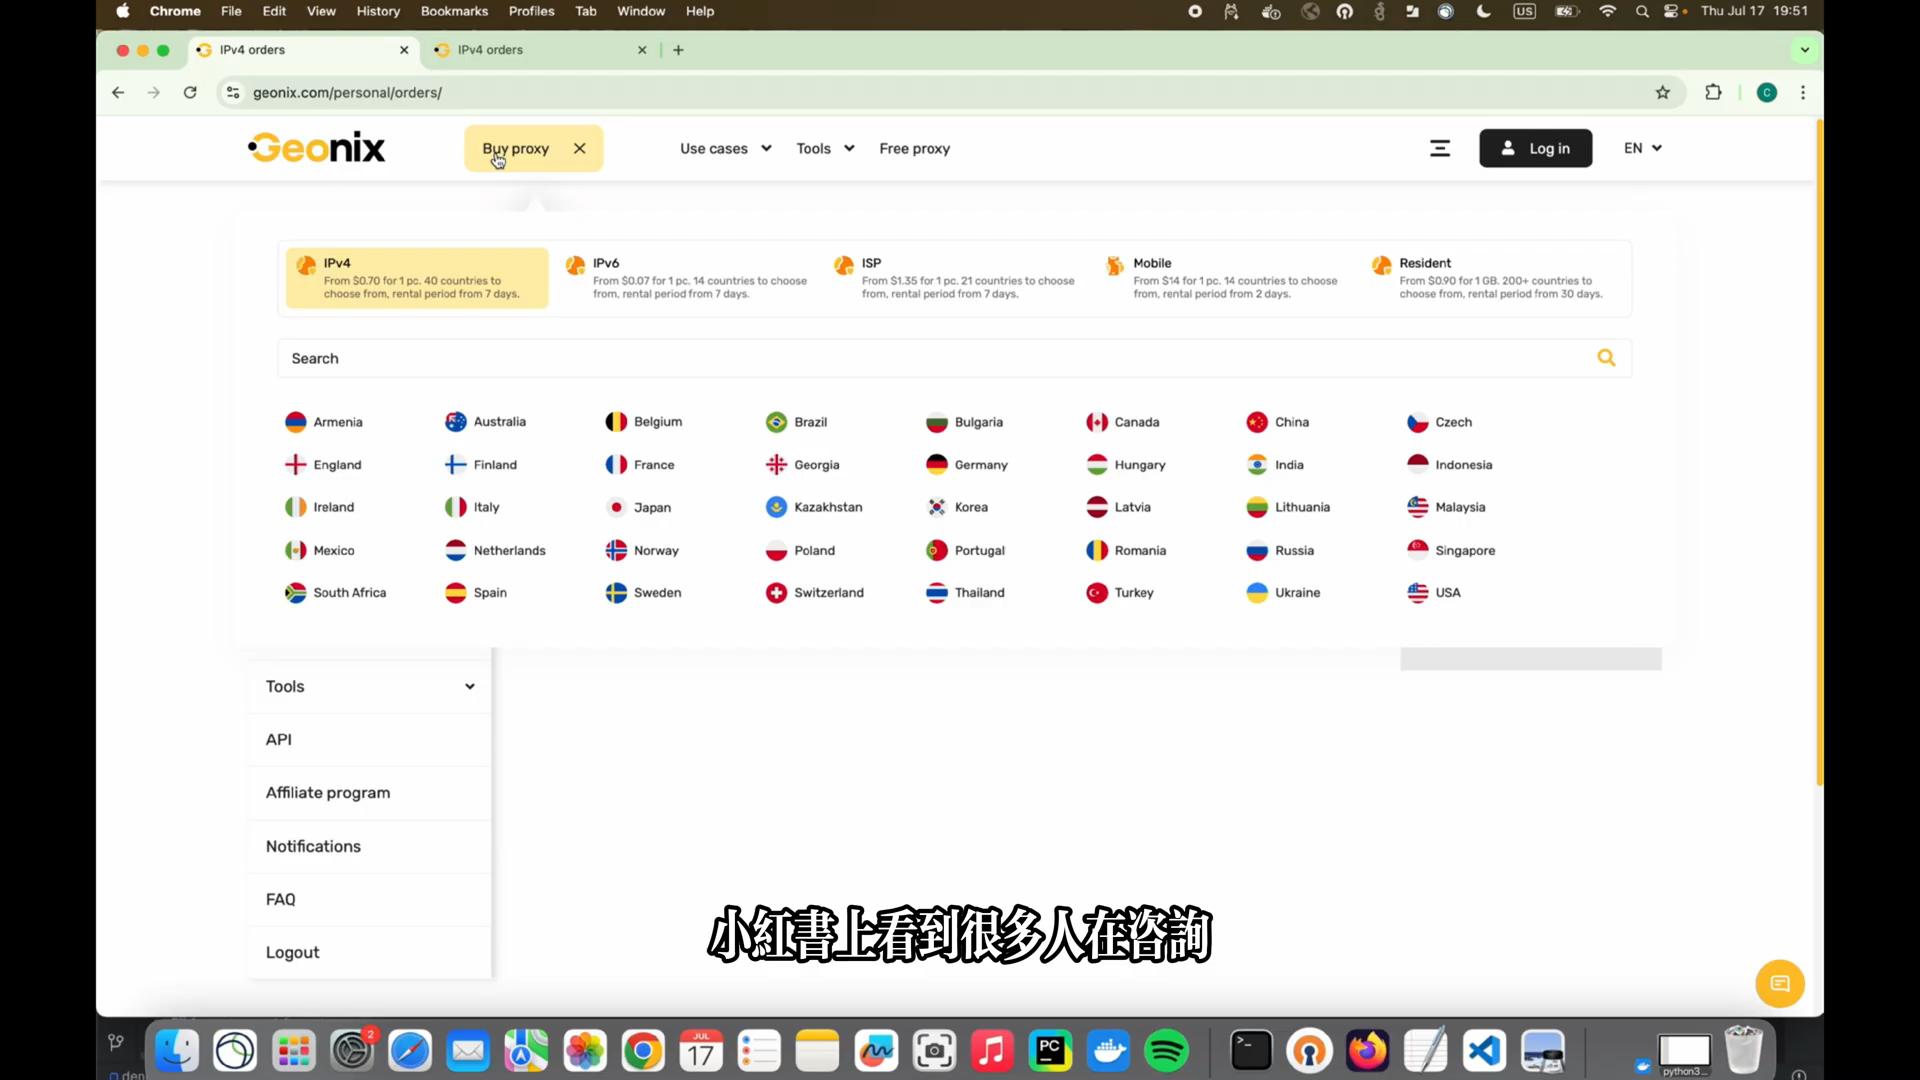 Chrome File Edit View History Bookmarks Profiles Tab Window Help
US
Thu Jul 17 19:51
IPv4 orders
IPv4 orders
geonix.com/personal/orders/
C
Geonix
Buy proxy
Use cases
Tools
Free proxy
Log in
EN
IPv4
From $0.70 for 1 pc. 40 countries to
choose from, rental period from 7 days.
IPv6
From $0.07 for 1 pc. 14 countries to choose
from, rental period from 7 days.
ISP
From $1.35 for 1 pc. 21 countries to choose
from, rental period from 7 days.
Mobile
From $14 for 1 pc. 14 countries to choose
from, rental period from 2 days.
Resident
From $0.90 for 1 GB. 200+ countries to
choose from, rental period from 30 days.
Search
Armenia Australia Belgium Brazil Bulgaria Canada China Czech
England Finland France Georgia Germany Hungary India Indonesia
Ireland Italy Japan Kazakhstan Korea Latvia Lithuania Malaysia
Mexico Netherlands Norway Poland Portugal Romania Russia Singapore
South Africa Spain Sweden Switzerland Thailand Turkey Ukraine USA
Tools
API
Affiliate program
Notifications
FAQ
Logout
小紅書上看到很多人在咨詢
2
JUL
17
PC
python3...